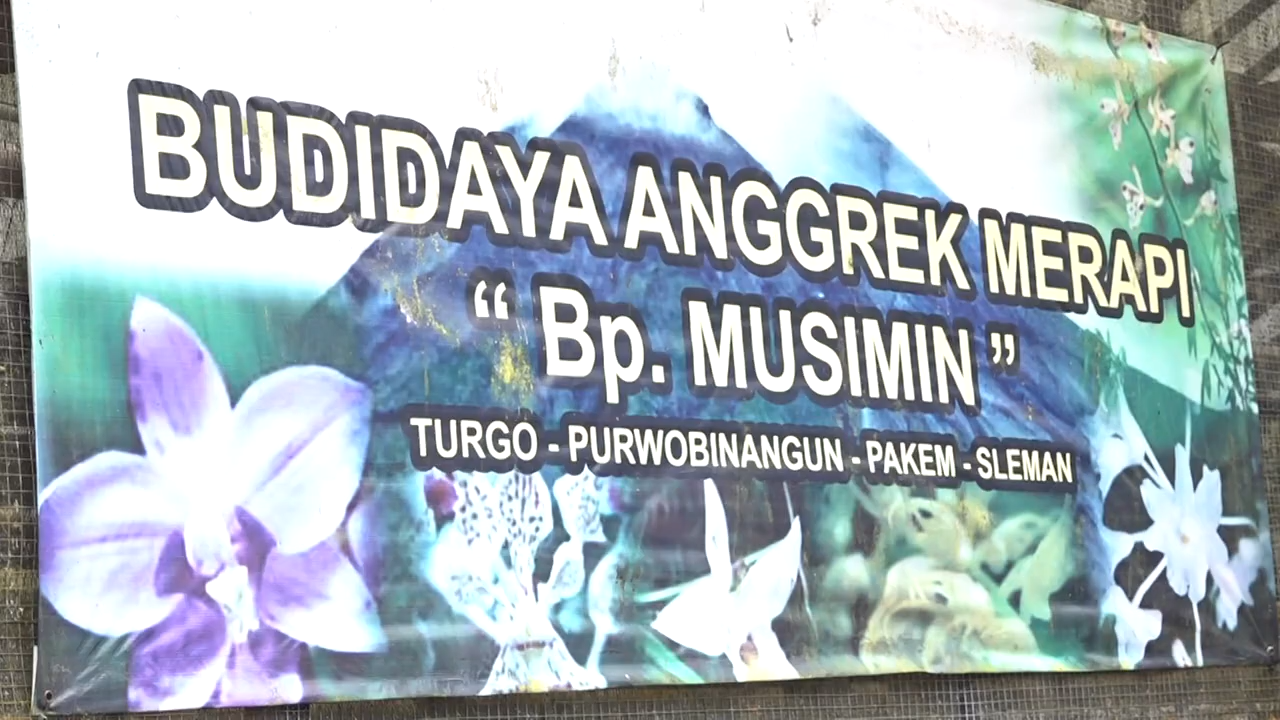 BUDIDAYA ANGGREK MERAPI
“ Bp. MUSIMIN ”
TURGO - PURWOBINANGUN - PAKEM - SLEMAN